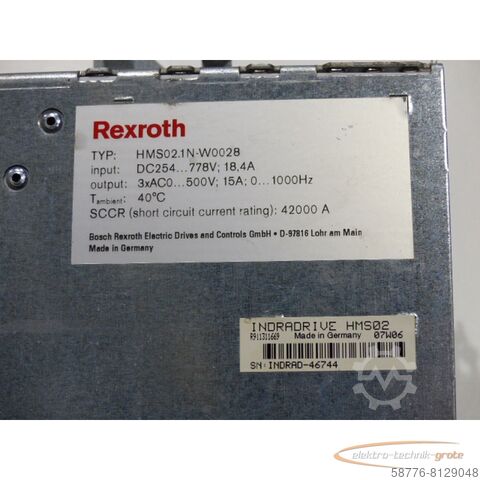 Rexroth
TYP: HMS02.1N-W0028
input: DC254...778V; 18,4A
output: 3xAC0...500V; 15A; 0...1000Hz
Tambient: 40°C
SCCR (short circuit current rating): 42000 A
Bosch Rexroth Electric Drives and Controls GmbH • D-97816 Lohr am Main
Made in Germany
INDRADRIVE HMS02
R911311669 Made in Germany 07W06
SN: INDRAD-46744
elektro-technik-grote
58776-8129048